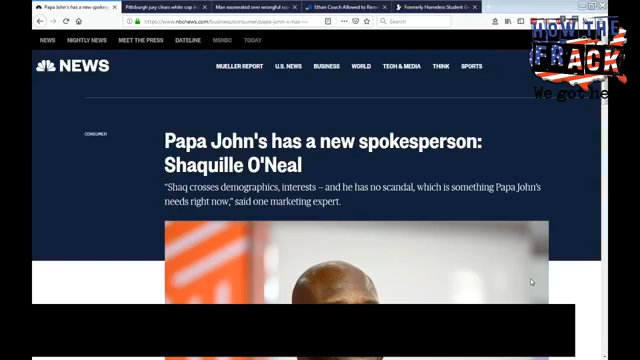 Papa John's has a new spokesp
Pittsburgh jury clears white cop in
Man exonerated over wrongful
Ethan Couch Allowed to Rem
Formerly Homeless Student
https://www.nbcnews.com/business/consumer/papa-john-s-has-n
Search
NEWS NIGHTLY NEWS MEET THE PRESS DATELINE MSNBC TODAY
NEWS
MUELLER REPORT U.S. NEWS BUSINESS WORLD TECH & MEDIA THINK SPORTS
HOW THE
FRACK
We got he
CONSUMER
Papa John's has a new spokesperson:
Shaquille O'Neal
"Shaq crosses demographics, interests — and he has no scandal, which is something Papa John's
needs right now," said one marketing expert.